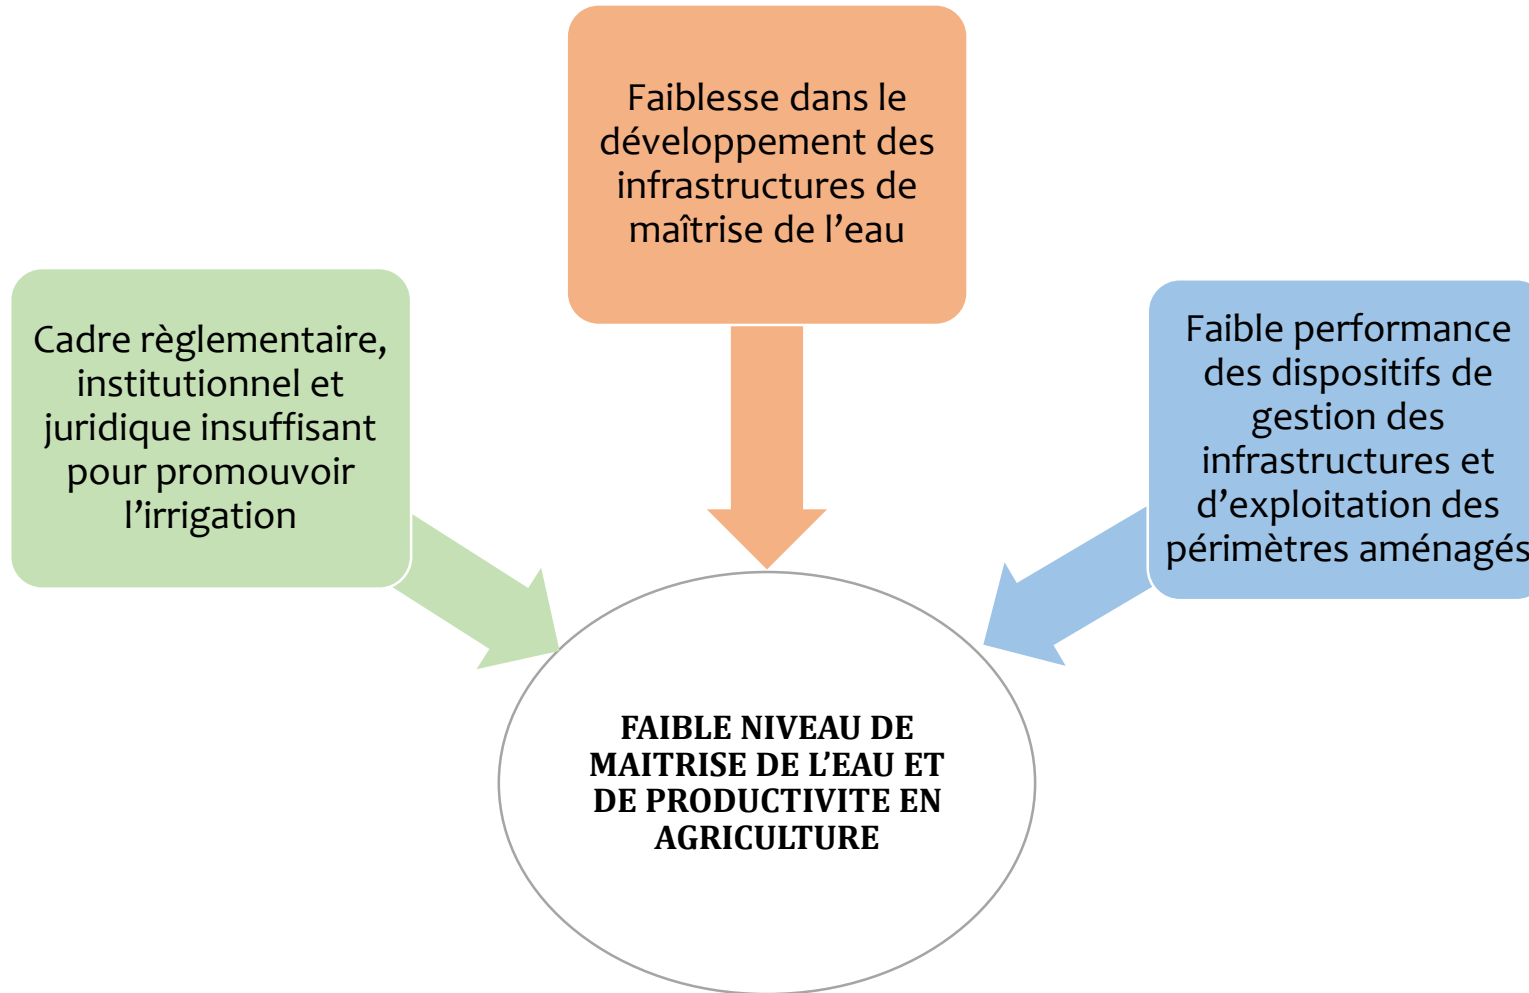 Faiblesse dans le
développement des
infrastructures de
maîtrise de l’eau
Cadre règlementaire,
institutionnel et
juridique insuffisant
pour promouvoir
l’irrigation
Faible performance
des dispositifs de
gestion des
infrastructures et
d’exploitation des
périmètres aménagés
FAIBLE NIVEAU DE
MAITRISE DE L’EAU ET
DE PRODUCTIVITE EN
AGRICULTURE